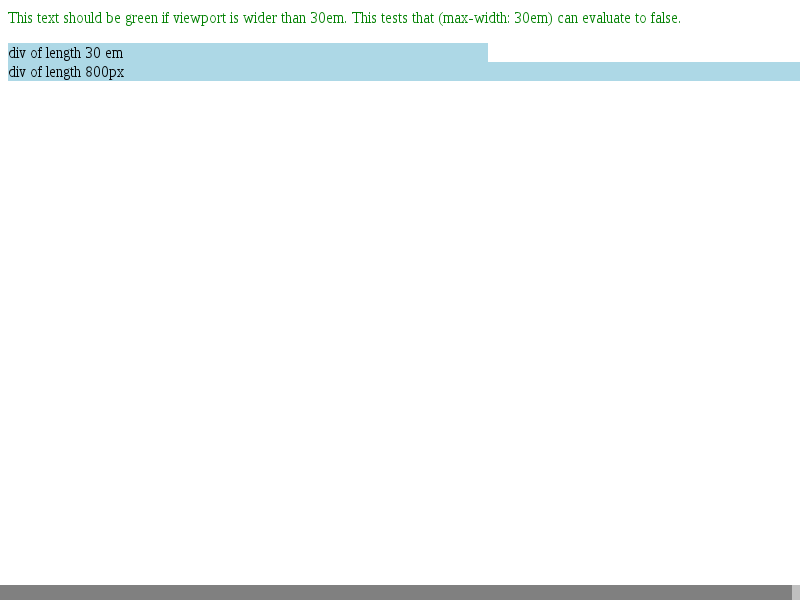 This text should be green if viewport is wider than 30em. This tests that (max-width: 30em) can evaluate to false.
div of length 30 em
div of length 800px